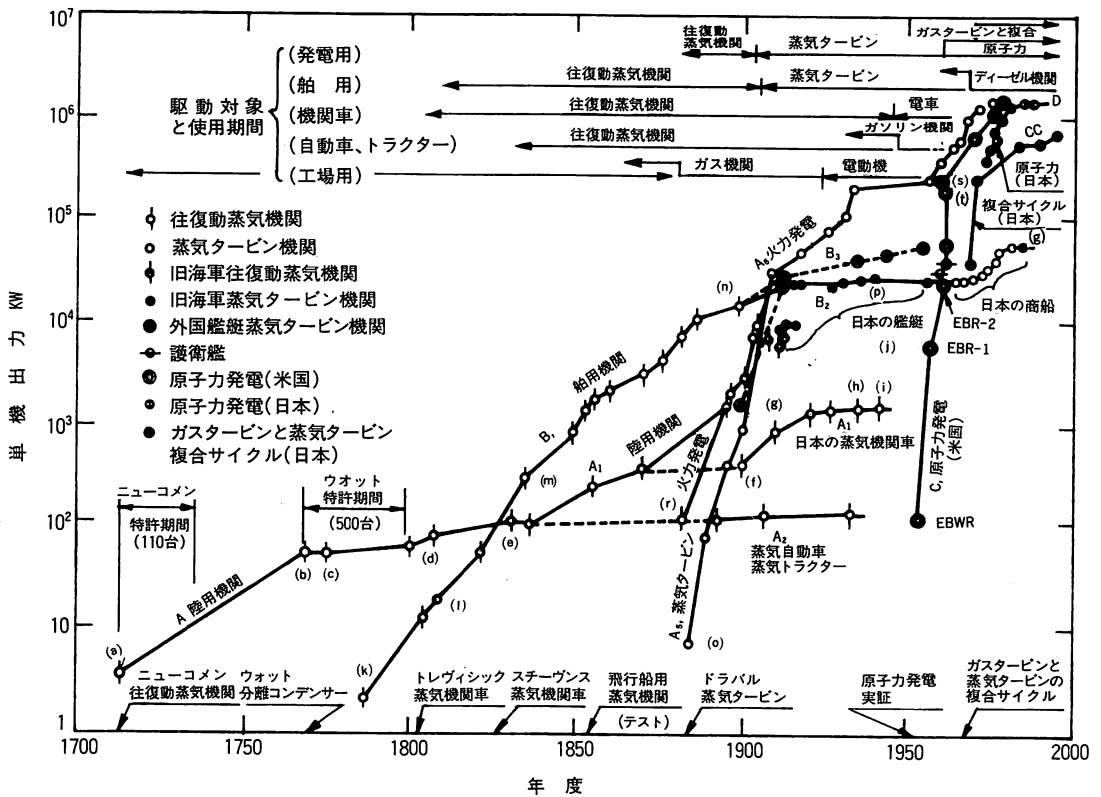 10⁷
10⁶
10⁵
10⁴
10³
10²
10
1
単機出力 KW
1700
1750
1800
1850
1900
1950
2000
年 度
駆動対象
と使用期間
(発電用)
(舶 用)
(機関車)
(自動車、トラクター)
(工場用)
往復動
蒸気機関
蒸気タービン
ガスタービンと複合
原子力
往復動蒸気機関
蒸気タービン
ディーゼル機関
往復動蒸気機関
電車
往復動蒸気機関
ガソリン機関
ガス機関
電動機
往復動蒸気機関
蒸気タービン機関
旧海軍往復動蒸気機関
旧海軍蒸気タービン機関
外国艦艇蒸気タービン機関
護衛艦
原子力発電(米国)
原子力発電(日本)
ガスタービンと蒸気タービン
複合サイクル(日本)
ニューコメン
特許期間
(110台)
ウオット
特許期間
(500台)
A 陸用機関
(a)
(b)
(c)
(d)
(e)
(k)
(l)
(m)
B₁
舶用機関
A₁
陸用機関
(n)
A₆火力発電
B₃
B₂
(p)
日本の艦艇
(i)
日本の商船
(g)
D
CC
原子力
(日本)
複合サイクル
(日本)
(s)
(t)
EBR-2
EBR-1
EBWR
C, 原子力発電
(米国)
(g)
(h)
(i)
A₁
日本の蒸気機関車
(f)
火力発電
(r)
A₂
蒸気自動車
蒸気トラクター
A₅, 蒸気タービン
(o)
ニューコメン
往復動蒸気機関
ウォット
分離コンデンサー
トレヴィシック
蒸気機関車
スチーヴンス
蒸気機関車
飛行船用
蒸気機関
(テスト)
ドラバル
蒸気タービン
原子力発電
実証
ガスタービンと
蒸気タービンの
複合サイクル